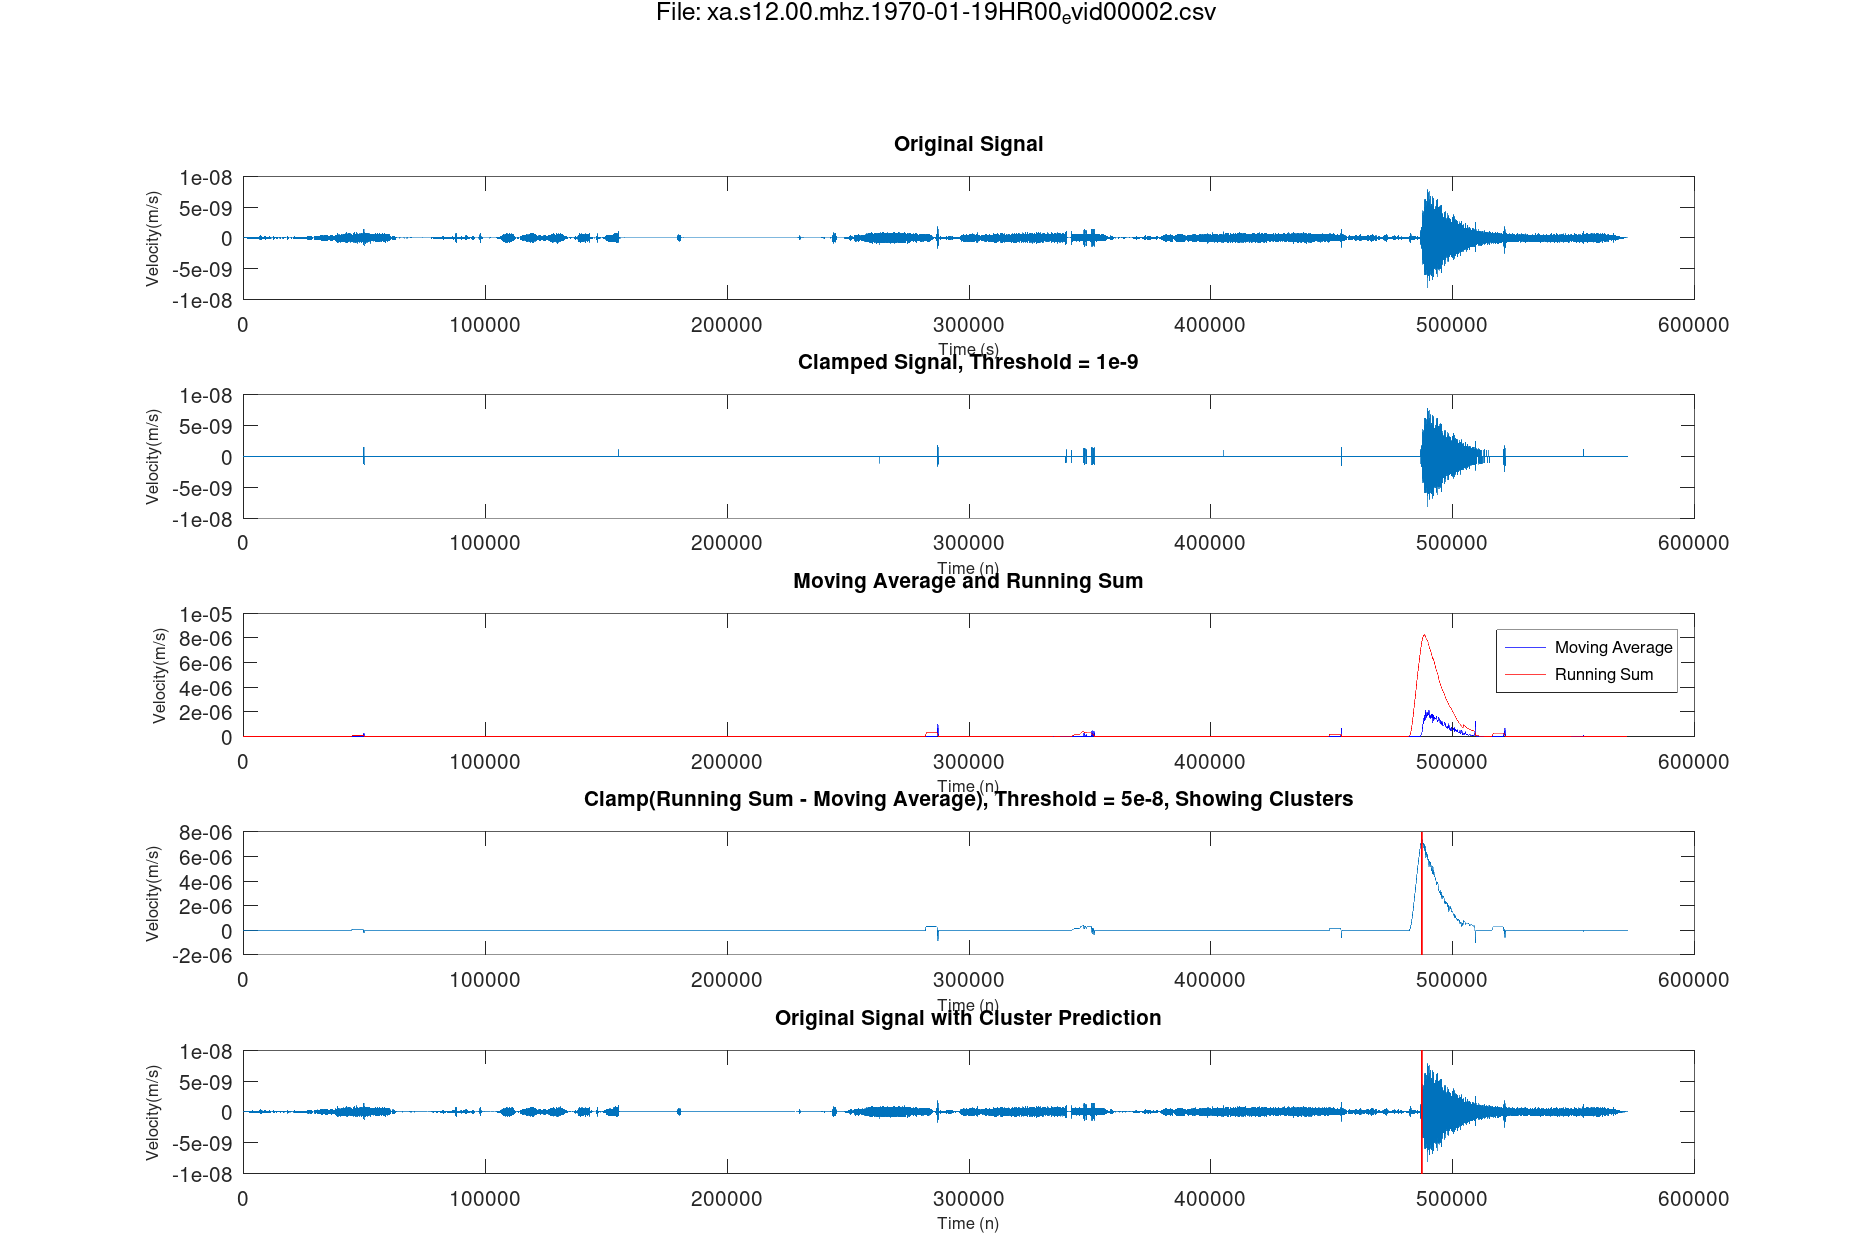 File: xa.s12.00.mhz.1970-01-19HR00evid00002.csv
Original Signal
Velocity(m/s)
1e-08
5e-09
0
-5e-09
-1e-08
0 100000 200000 300000 400000 500000 600000
Time (s)
Clamped Signal, Threshold = 1e-9
Velocity(m/s)
1e-08
5e-09
0
-5e-09
-1e-08
0 100000 200000 300000 400000 500000 600000
Time (n)
Moving Average and Running Sum
Velocity(m/s)
1e-05
8e-06
6e-06
4e-06
2e-06
0
Moving Average
Running Sum
0 100000 200000 300000 400000 500000 600000
Time (n)
Clamp(Running Sum - Moving Average), Threshold = 5e-8, Showing Clusters
Velocity(m/s)
8e-06
6e-06
4e-06
2e-06
0
-2e-06
0 100000 200000 300000 400000 500000 600000
Time (n)
Original Signal with Cluster Prediction
Velocity(m/s)
1e-08
5e-09
0
-5e-09
-1e-08
0 100000 200000 300000 400000 500000 600000
Time (n)